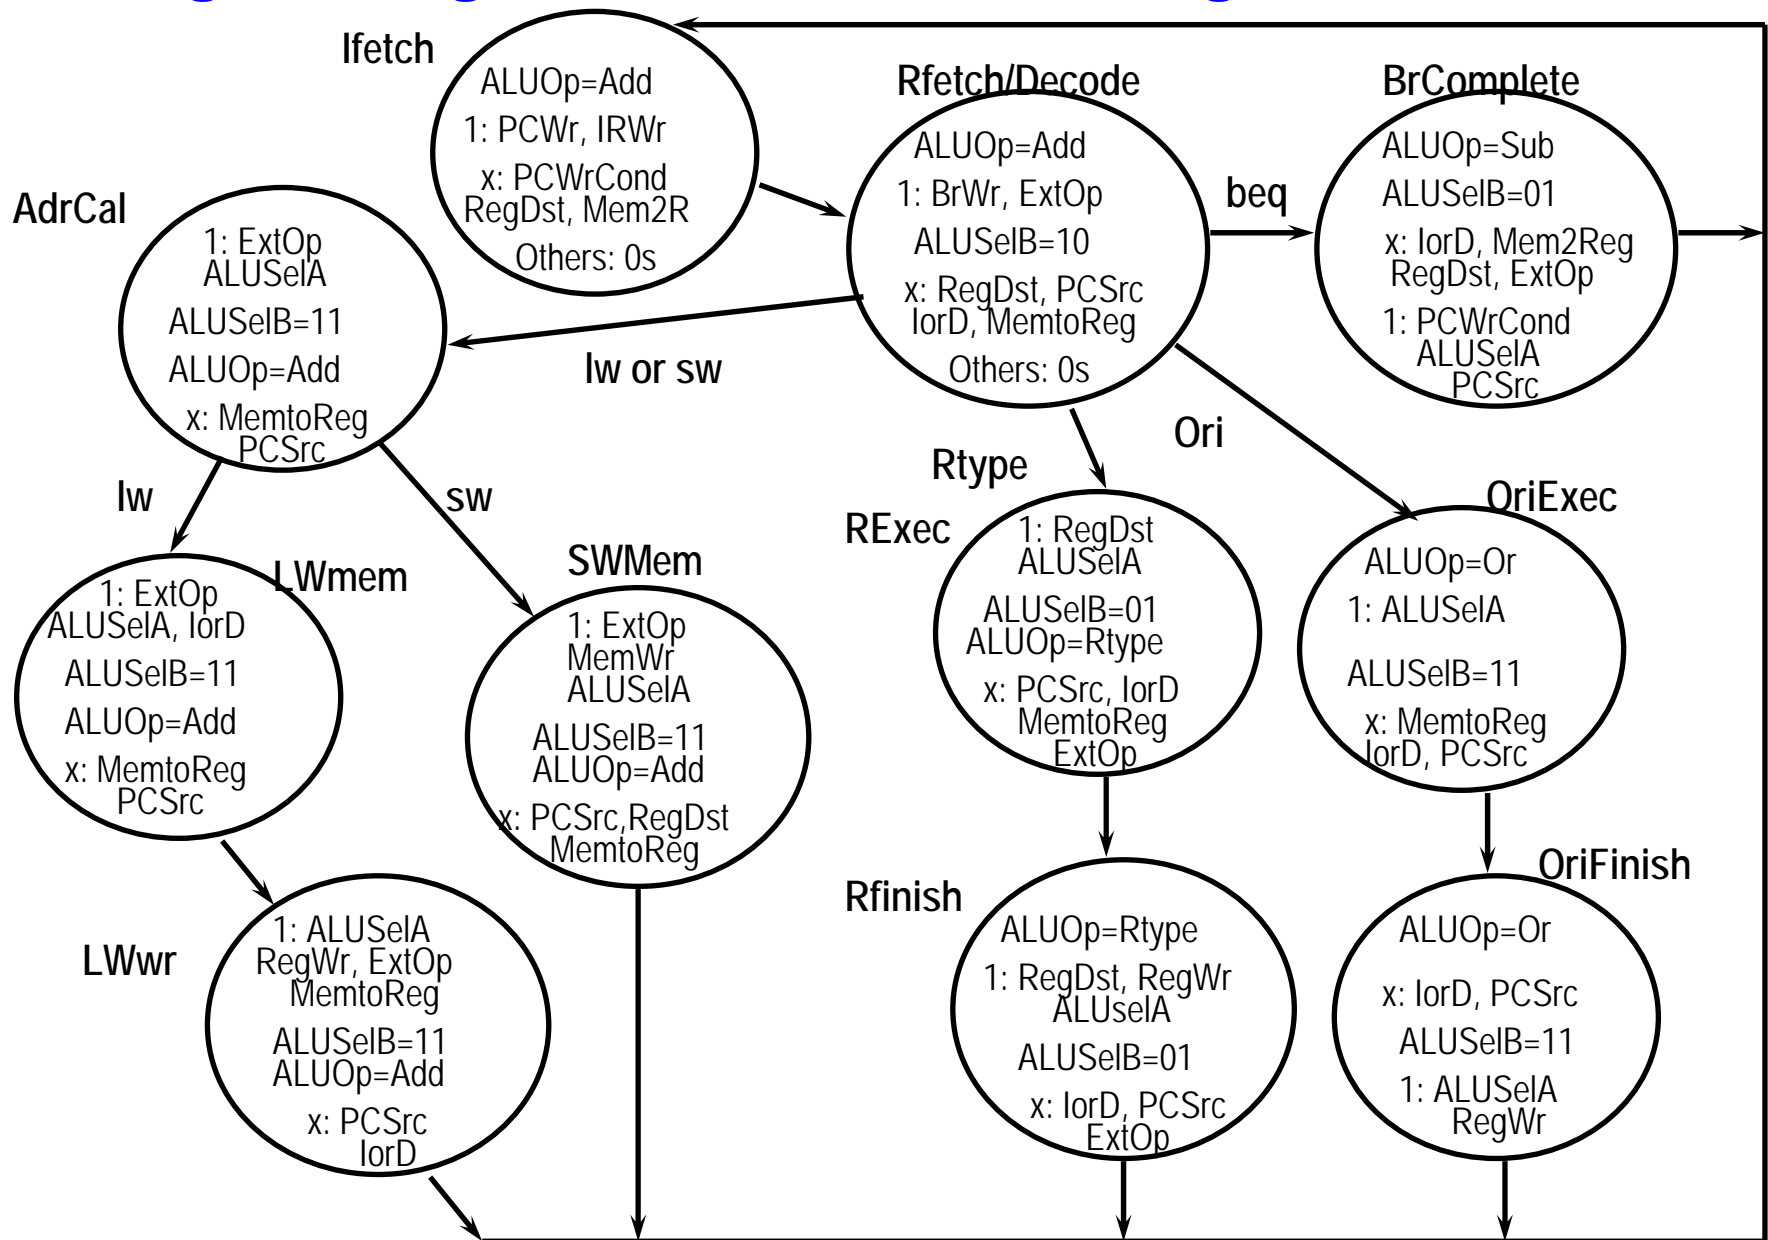 Ifetch
ALUOp=Add
1: PCWr, IRWr
x: PCWrCond
RegDst, Mem2R
Others: 0s
Rfetch/Decode
ALUOp=Add
1: BrWr, ExtOp
ALUSelB=10
x: RegDst, PCSrc
IorD, MemtoReg
Others: 0s
beq
BrComplete
ALUOp=Sub
ALUSelB=01
x: IorD, Mem2Reg
RegDst, ExtOp
1: PCWrCond
ALUSelA
PCSrc
AdrCal
1: ExtOp
ALUSelA
ALUSelB=11
ALUOp=Add
x: MemtoReg
PCSrc
lw or sw
lw
sw
Ori
Rtype
LWmem
1: ExtOp
ALUSelA, IorD
ALUSelB=11
ALUOp=Add
x: MemtoReg
PCSrc
SWMem
1: ExtOp
MemWr
ALUSelA
ALUSelB=11
ALUOp=Add
x: PCSrc,RegDst
MemtoReg
RExec
1: RegDst
ALUSelA
ALUSelB=01
ALUOp=Rtype
x: PCSrc, IorD
MemtoReg
ExtOp
OriExec
ALUOp=Or
1: ALUSelA
ALUSelB=11
x: MemtoReg
IorD, PCSrc
LWwr
1: ALUSelA
RegWr, ExtOp
MemtoReg
ALUSelB=11
ALUOp=Add
x: PCSrc
IorD
Rfinish
ALUOp=Rtype
1: RegDst, RegWr
ALUselA
ALUSelB=01
x: IorD, PCSrc
ExtOp
OriFinish
ALUOp=Or
x: IorD, PCSrc
ALUSelB=11
1: ALUSelA
RegWr